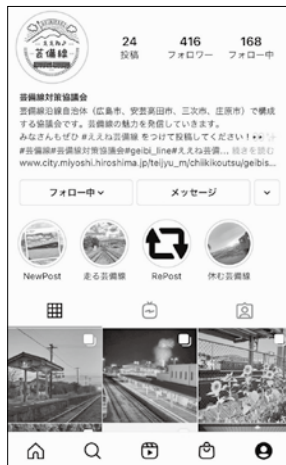 ええね♪
芸備線
24 416 168
投稿 フォロワー フォロー中
芸備線対策協議会
芸備線沿線自治体（広島市、安芸高田市、三次市、庄原市）で構成
する協議会です。芸備線の魅力を発信していきます。
みなさんもぜひ #ええね芸備線 をつけて投稿してください！
#芸備線#芸備線対策協議会#geibi_line#ええね芸備... 続きを読む
www.city.miyoshi.hiroshima.jp/teijyu_m/chiikikoutsu/geibis...
フォロー中 メッセージ
NewPost 走る芸備線 RePost 休む芸備線